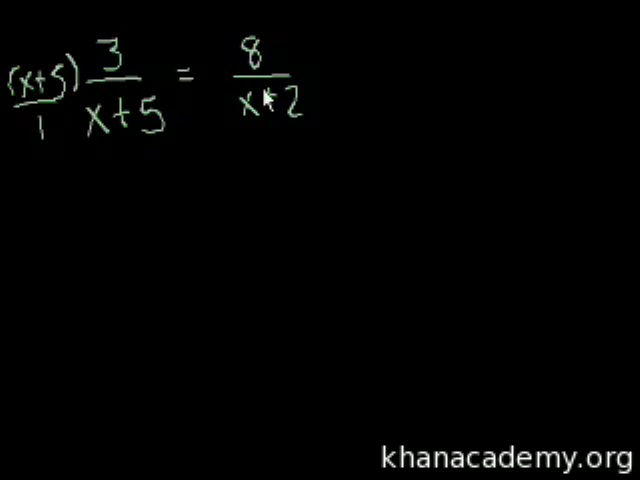 (x+5)/1 3/x+5 = 8/x+2
khanacademy.org